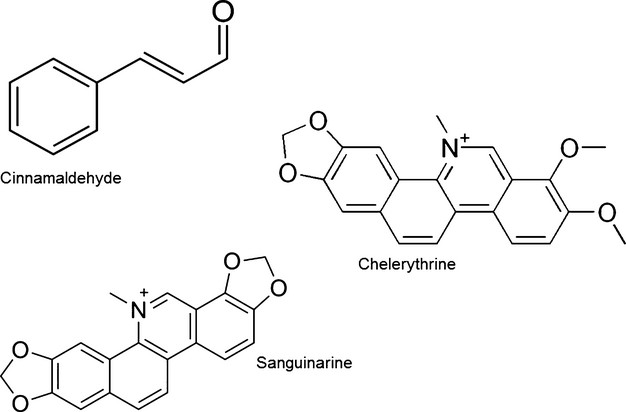 O
Cinnamaldehyde
O
O
N+
O
O
Chelerythrine
O
O
N+
O
O
Sanguinarine